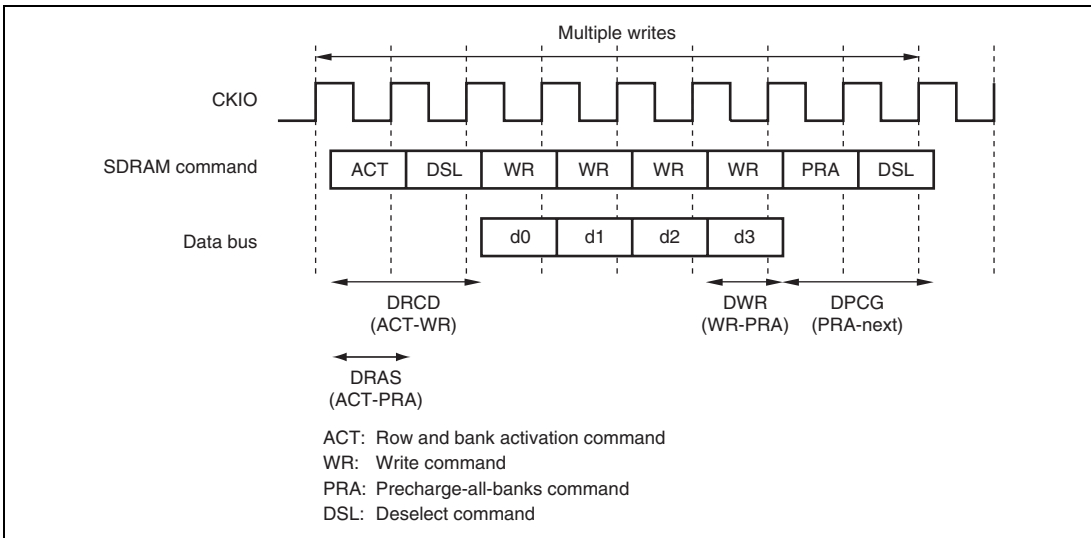 Multiple writes
CKIO
SDRAM command ACT DSL WR WR WR WR PRA DSL
Data bus d0 d1 d2 d3
DRCD DWR DPCG
(ACT-WR) (WR-PRA) (PRA-next)
DRAS
(ACT-PRA)
ACT: Row and bank activation command
WR: Write command
PRA: Precharge-all-banks command
DSL: Deselect command